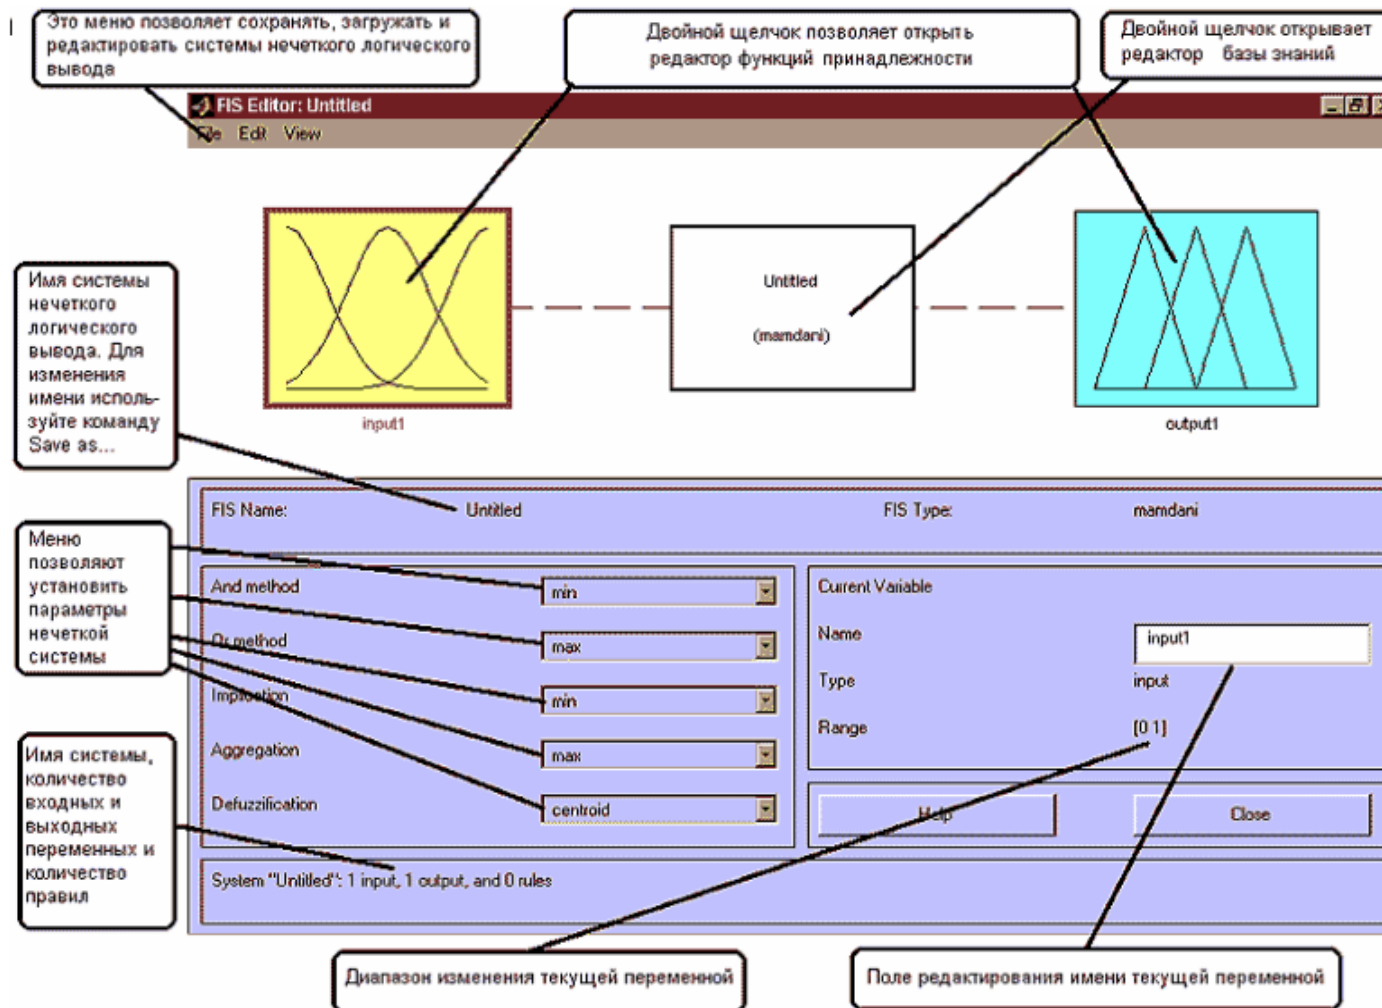 Это меню позволяет сохранять, загружать и
редактировать системы нечеткого логического
вывода
Двойной щелчок позволяет открыть
редактор функций принадлежности
Двойной щелчок открывает
редактор базы знаний
FIS Editor: Untitled
File Edit View
Имя системы
нечеткого
логического
вывода. Для
изменения
имени исполь-
зуйте команду
Save as...
input1
Untitled
(mamdani)
output1
FIS Name: Untitled FIS Type: mamdani
Меню
позволяют
установить
параметры
нечеткой
системы
And method min
Or method max
Implication min
Aggregation max
Defuzzification centroid
Current Variable
Name input1
Type input
Range [0 1]
Help Close
Имя системы,
количество
входных и
выходных
переменных и
количество
правил
System "Untitled": 1 input, 1 output, and 0 rules
Диапазон изменения текущей переменной
Поле редактирования имени текущей переменной